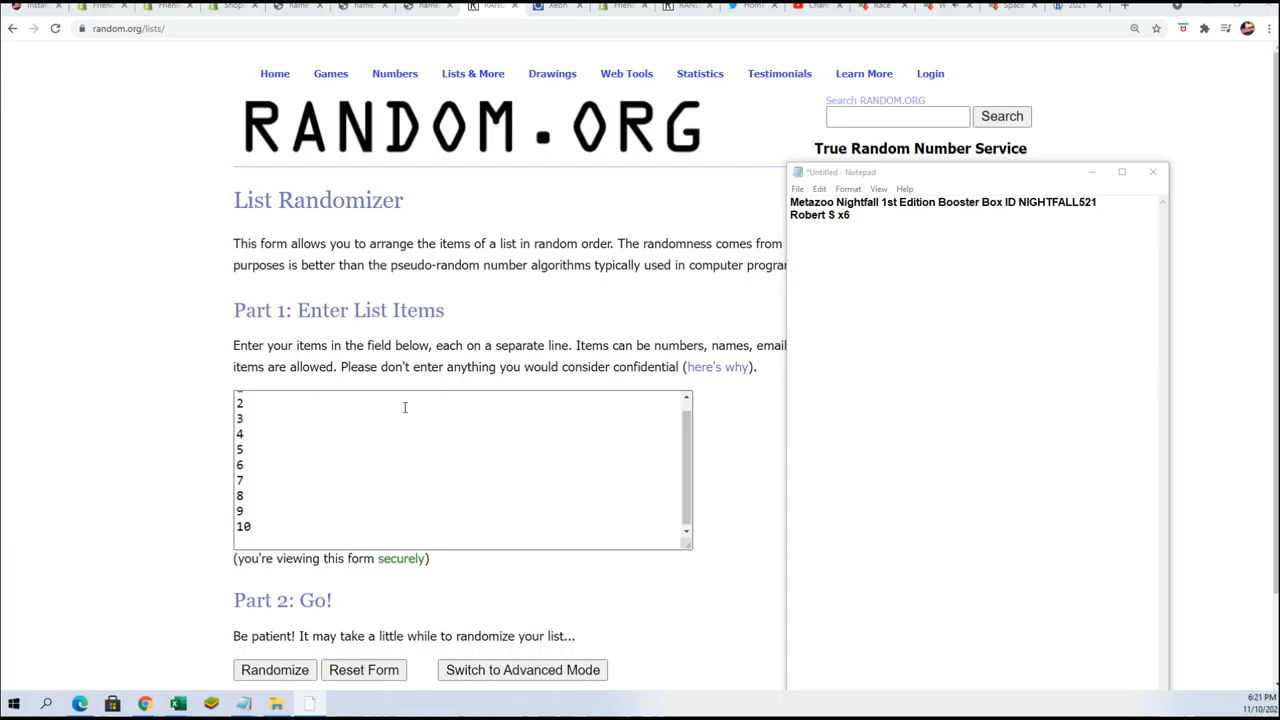 Home
random.org/lists/
Home Games Numbers Lists & More Drawings Web Tools Statistics Testimonials Learn More Login
RANDOM.ORG
Search RANDOM.ORG
Search
True Random Number Service
List Randomizer
This form allows you to arrange the items of a list in random order. The randomness comes from
purposes is better than the pseudo-random number algorithms typically used in computer
Part 1: Enter List Items
Enter your items in the field below, each on a separate line. Items can be numbers, names, email
items are allowed. Please don't enter anything you would consider confidential (here's why).
2
3
4
5
6
7
8
9
10
(you're viewing this form securely)
Part 2: Go!
Be patient! It may take a little while to randomize your list...
Randomize Reset Form Switch to Advanced Mode
*Untitled - Notepad
File Edit Format View Help
Metazoo Nightfall 1st Edition Booster Box ID NIGHTFALL521
Robert S x6
6:21 PM
11/10/202